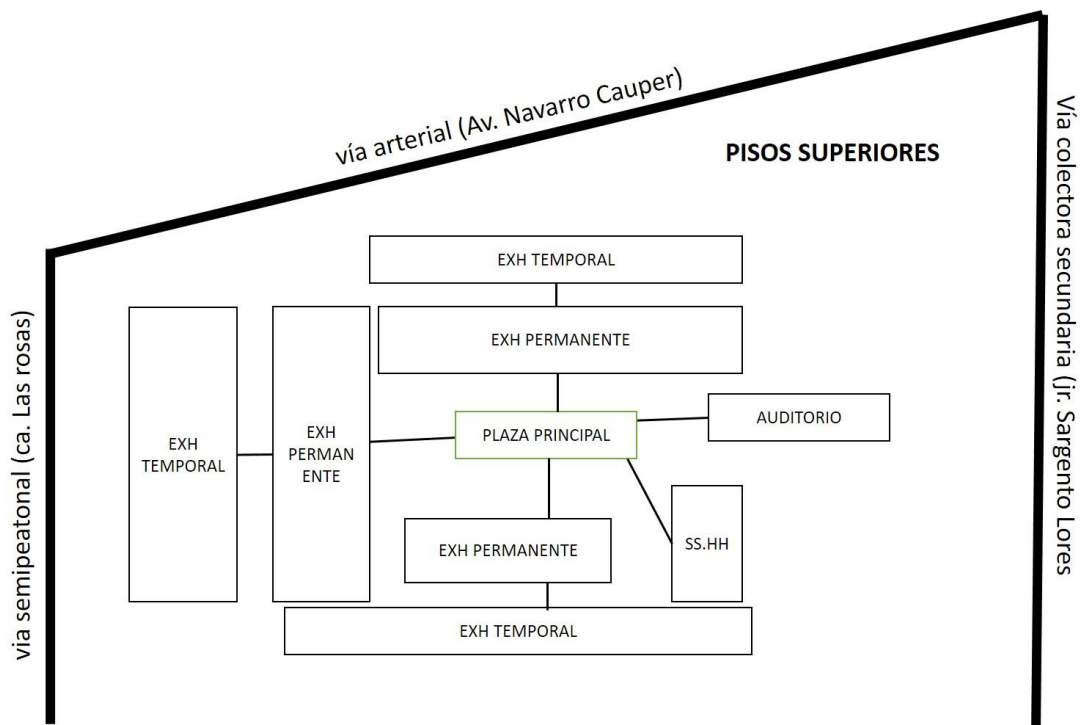 vía arterial (Av. Navarro Cauper)
PISOS SUPERIORES
Vía colectora secundaria (jr. Sargento Lores
via semipeatonal (ca. Las rosas)
EXH TEMPORAL
EXH PERMANENTE
EXH
TEMPORAL
EXH
PERMAN
ENTE
PLAZA PRINCIPAL
AUDITORIO
EXH PERMANENTE
SS.HH
EXH TEMPORAL